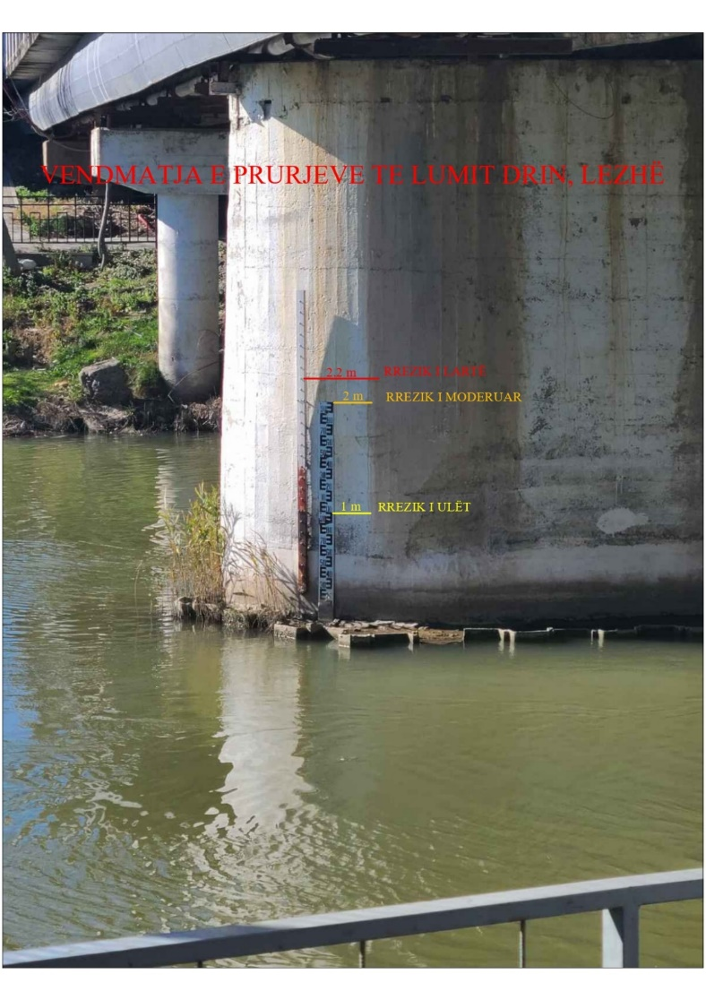 VENDMATJA E PRURJEVE TE LUMIT DRIN, LEZHË
2.2 m RREZIK I LARTË
2 m RREZIK I MODERUAR
1 m RREZIK I ULËT